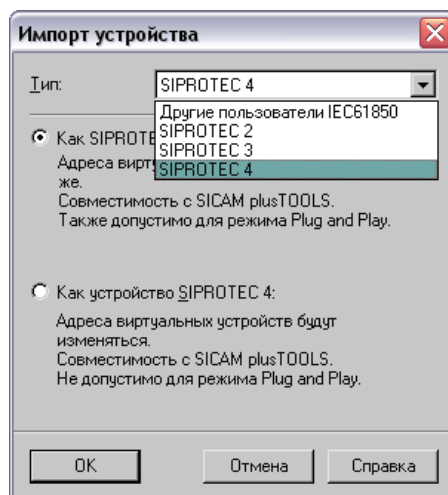 Импорт устройства
Тип:
SIPROTEC 4
Другие пользователи IEC61850
SIPROTEC 2
SIPROTEC 3
SIPROTEC 4
Как SIPROTE
Адреса вирт
же.
Совместимость с SICAM plusTOOLS.
Также допустимо для режима Plug and Play.
Как устройство SIPROTEC 4:
Адреса виртуальных устройств будут
изменяться.
Совместимость с SICAM plusTOOLS.
Не допустимо для режима Plug and Play.
OK
Отмена
Справка